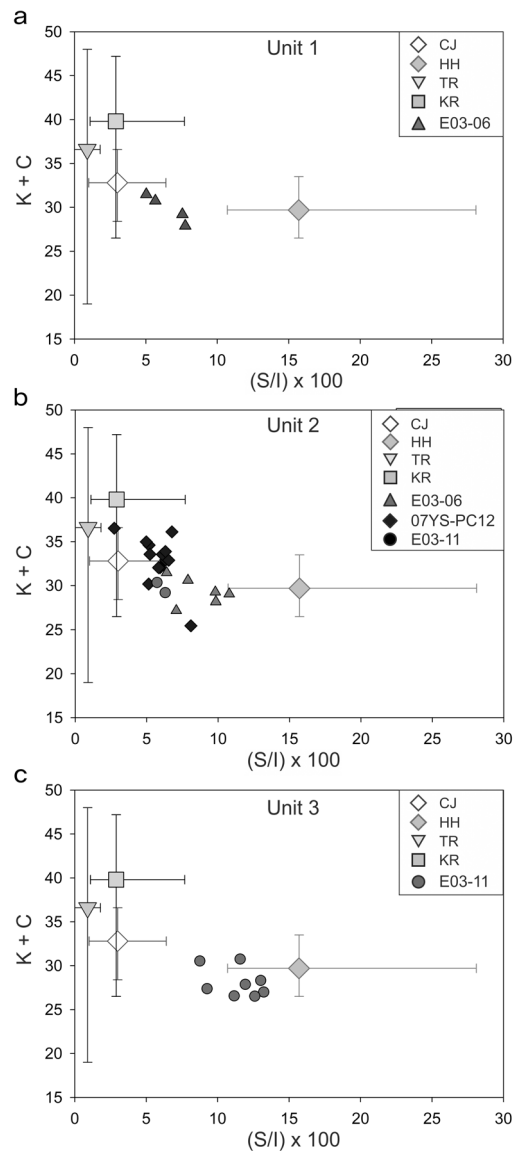 a
Unit 1
50
45
40
35
30
25
20
15
K + C
0 5 10 15 20 25 30
(S/I) x 100
CJ
HH
TR
KR
E03-06
b
Unit 2
50
45
40
35
30
25
20
15
K + C
0 5 10 15 20 25 30
(S/I) x 100
CJ
HH
TR
KR
E03-06
07YS-PC12
E03-11
c
Unit 3
50
45
40
35
30
25
20
15
K + C
0 5 10 15 20 25 30
(S/I) x 100
CJ
HH
TR
KR
E03-11